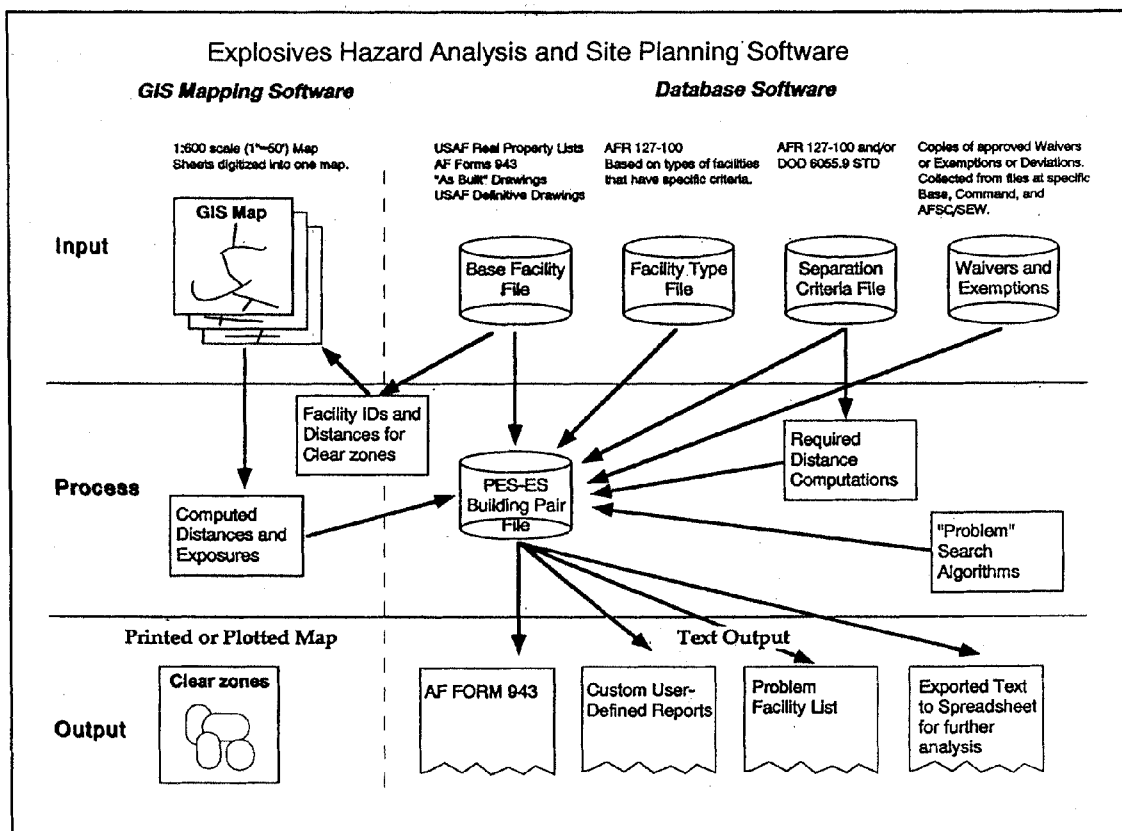 Explosives Hazard Analysis and Site Planning Software
GIS Mapping Software
Database Software
1:600 scale (1"=50') Map
Sheets digitized into one map.
USAF Real Property Lists
AF Forms 943
"As Built" Drawings
USAF Definitive Drawings
AFR 127-100
Based on types of facilities
that have specific criteria.
AFR 127-100 and/or
DOD 6055.9 STD
Copies of approved Waivers
or Exemptions or Deviations.
Collected from files at specific
Base, Command, and
AFSC/SEW.
Input
GIS Map
Base Facility
File
Facility Type
File
Separation
Criteria File
Waivers and
Exemptions
Process
Facility IDs and
Distances for
Clear zones
Computed
Distances and
Exposures
PES-ES
Building Pair
File
Required
Distance
Computations
"Problem"
Search
Algorithms
Printed or Plotted Map
Text Output
Output
Clear zones
AF FORM 943
Custom User-
Defined Reports
Problem
Facility List
Exported Text
to Spreadsheet
for further
analysis